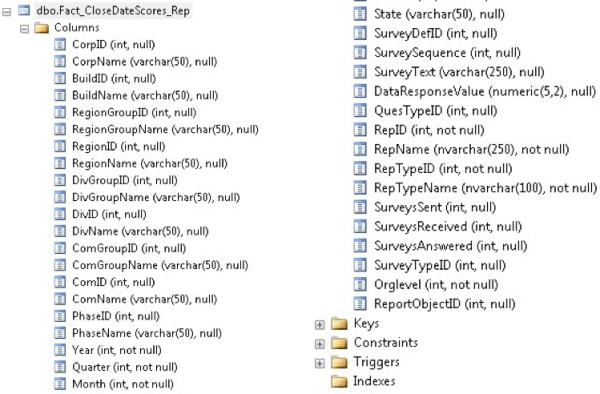 dbo.Fact_CloseDateScores_Rep
Columns
CorpID (int, null)
CorpName (varchar(50), null)
BuildID (int, null)
BuildName (varchar(50), null)
RegionGroupID (int, null)
RegionGroupName (varchar(50), null)
RegionID (int, null)
RegionName (varchar(50), null)
DivGroupID (int, null)
DivGroupName (varchar(50), null)
DivID (int, null)
DivName (varchar(50), null)
ComGroupID (int, null)
ComGroupName (varchar(50), null)
ComID (int, null)
ComName (varchar(50), null)
PhaseID (int, null)
PhaseName (varchar(50), null)
Year (int, not null)
Quarter (int, not null)
Month (int, not null)
State (varchar(50), null)
SurveyDefID (int, null)
SurveySequence (int, null)
SurveyText (varchar(250), null)
DataResponseValue (numeric(5,2), null)
QuesTypeID (int, null)
RepID (int, not null)
RepName (nvarchar(250), not null)
RepTypeID (int, not null)
RepTypeName (nvarchar(100), not null)
SurveysSent (int, null)
SurveysReceived (int, null)
SurveysAnswered (int, null)
SurveyTypeID (int, null)
Orglevel (int, not null)
ReportObjectID (int, null)
Keys
Constraints
Triggers
Indexes